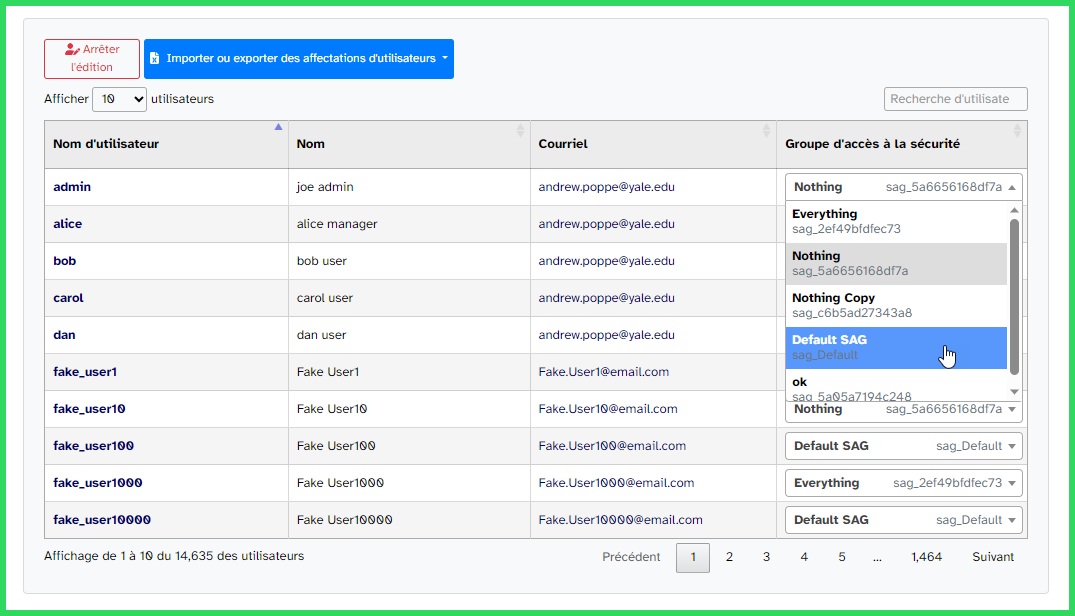 Arrêter
l'édition
Importer ou exporter des affectations d'utilisateurs
Afficher 10 utilisateurs
Recherche d'utilisate
Nom d'utilisateur Nom Courriel Groupe d'accès à la sécurité
admin joe admin andrew.poppe@yale.edu Nothing sag_5a6656168df7a
alice alice manager andrew.poppe@yale.edu
bob bob user andrew.poppe@yale.edu
carol carol user andrew.poppe@yale.edu
dan dan user andrew.poppe@yale.edu
fake_user1 Fake User1 Fake.User1@email.com
Everything
sag_2ef49bfdfec73
Nothing
sag_5a6656168df7a
Nothing Copy
sag_c6b5ad27343a8
Default SAG
sag_Default
ok
sag_5a05a7194c248
fake_user10 Fake User10 Fake.User10@email.com Nothing sag_5a6656168df7a
fake_user100 Fake User100 Fake.User100@email.com Default SAG sag_Default
fake_user1000 Fake User1000 Fake.User1000@email.com Everything sag_2ef49bfdfec73
fake_user10000 Fake User10000 Fake.User10000@email.com Default SAG sag_Default
Affichage de 1 à 10 du 14,635 des utilisateurs
Précédent 1 2 3 4 5 ... 1,464 Suivant